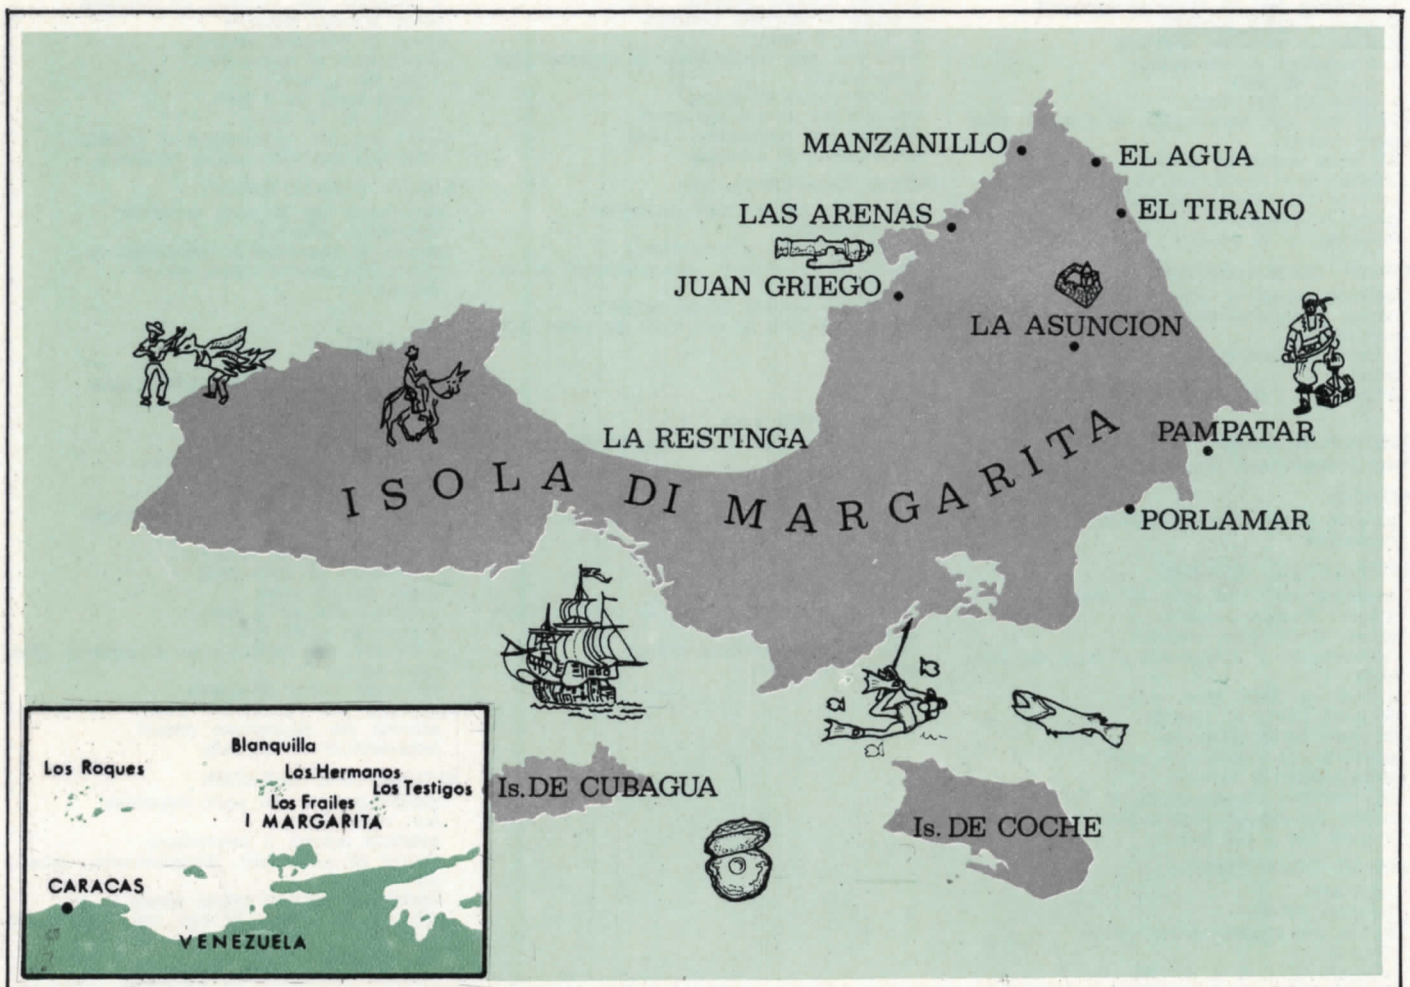 MANZANILLO
EL AGUA
LAS ARENAS
EL TIRANO
JUAN GRIEGO
LA ASUNCION
LA RESTINGA
PAMPATAR
ISOLA DI MARGARITA
PORLAMAR
Is. DE CUBAGUA
Is. DE COCHE
Blanquilla
Los Roques
Los Hermanos
Los Testigos
Los Frailes
I MARGARITA
CARACAS
VENEZUELA